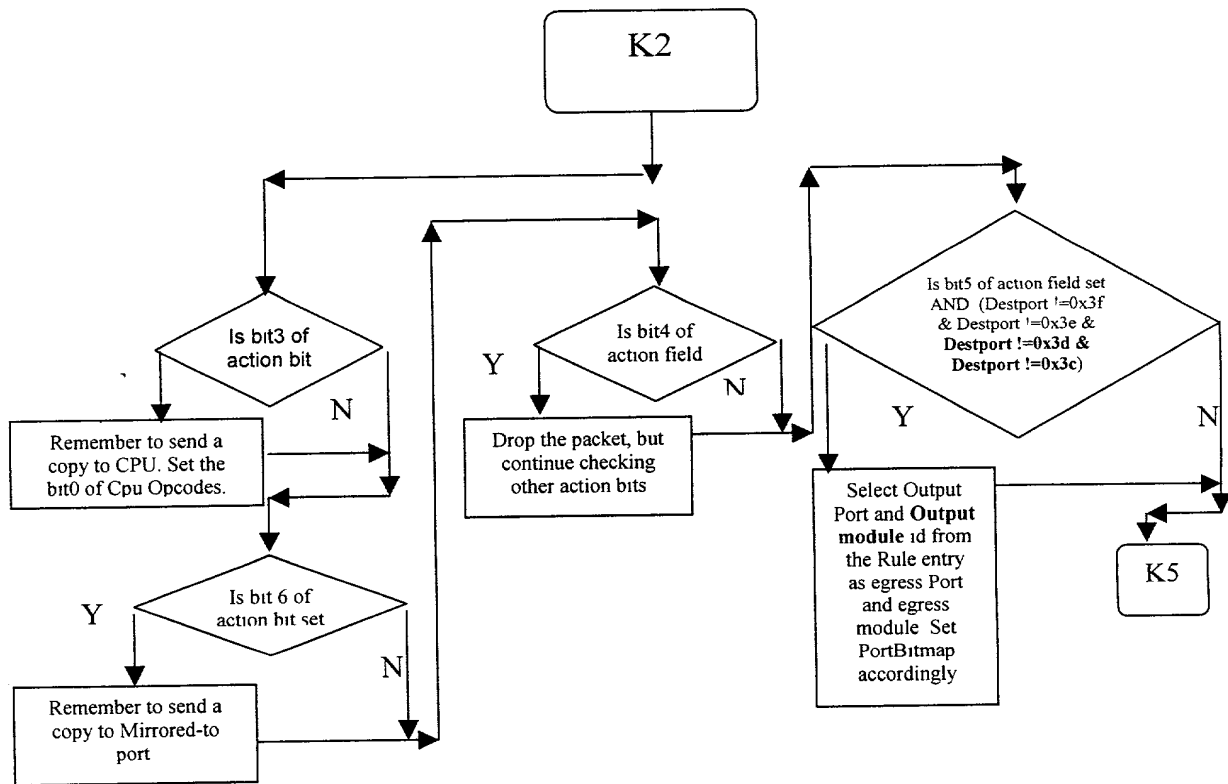 K2
Is bit3 of
action bit
N
Remember to send a
copy to CPU. Set the
bit0 of Cpu Opcodes.
Is bit 6 of
action bit set
Y
N
Remember to send a
copy to Mirrored-to
port
Is bit4 of
action field
Y
N
Drop the packet, but
continue checking
other action bits
Is bit5 of action field set
AND (Destport !=0x3f
& Destport !=0x3e &
Destport !=0x3d &
Destport !=0x3c)
Y
N
Select Output
Port and Output
module id from
the Rule entry
as egress Port
and egress
module Set
PortBitmap
accordingly
K5